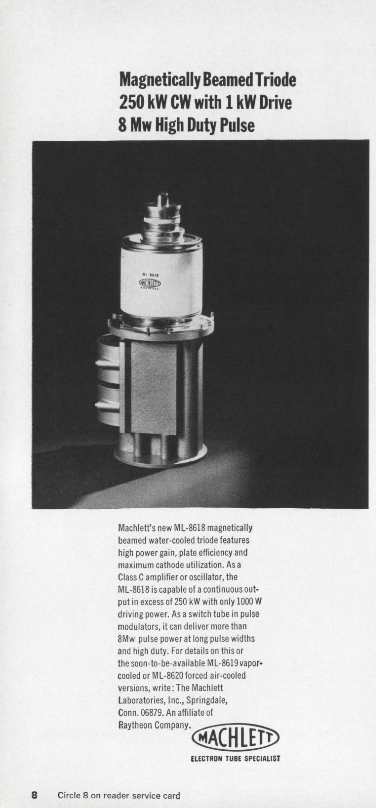 Magnetically Beamed Triode
250 kW CW with 1 kW Drive
8 Mw High Duty Pulse
ML-8618
MACHLETT
Machlett's new ML-8618 magnetically
beamed water-cooled triode features
high power gain, plate efficiency and
maximum cathode utilization. As a
Class C amplifier or oscillator, the
ML-8618 is capable of a continuous out-
put in excess of 250 kW with only 1000 W
driving power. As a switch tube in pulse
modulators, it can deliver more than
8Mw pulse power at long pulse widths
and high duty. For details on this or
the soon-to-be-available ML-8619 vapor-
cooled or ML-8620 forced air-cooled
versions, write: The Machlett
Laboratories, Inc., Springdale,
Conn. 06879. An affiliate of
Raytheon Company.
MACHLETT
ELECTRON TUBE SPECIALIST
8 Circle 8 on reader service card